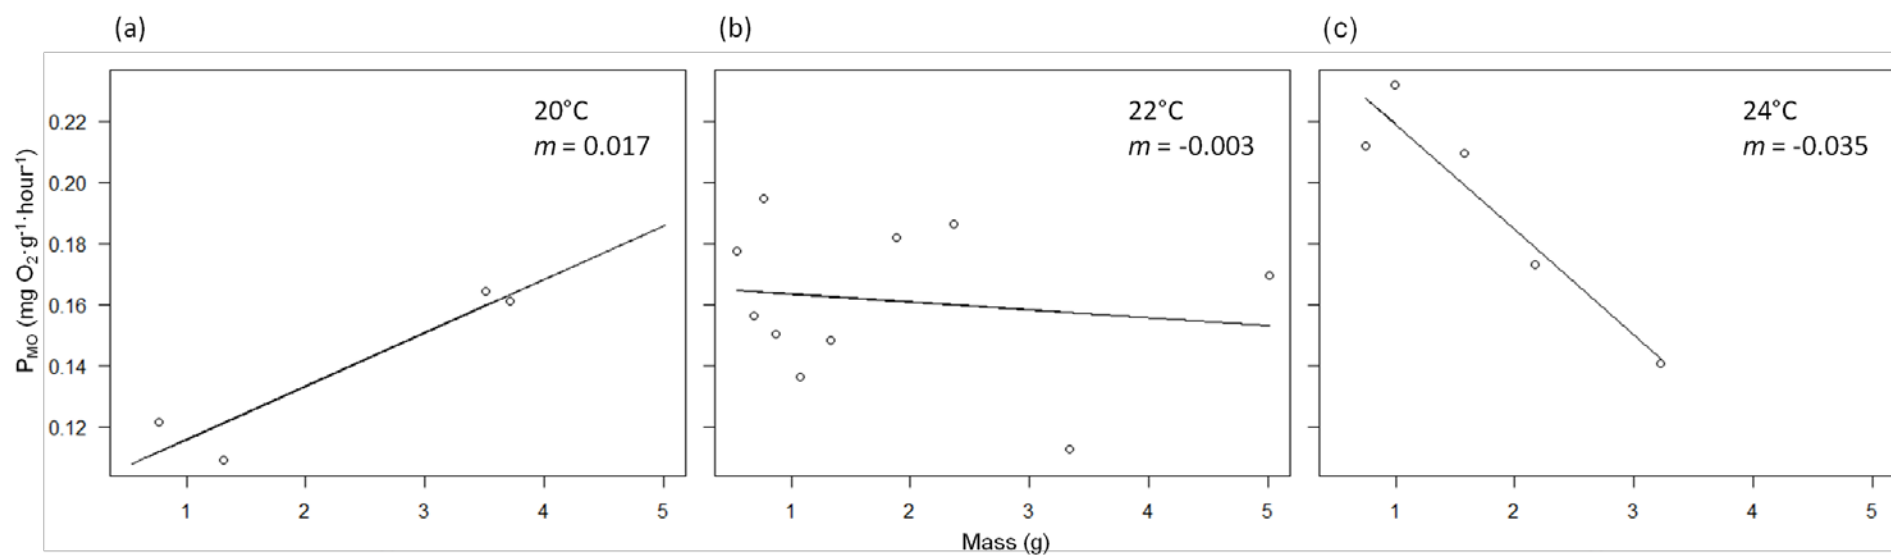 (a)
(b)
(c)
20°C
m = 0.017
22°C
m = -0.003
24°C
m = -0.035
P_MO (mg O₂·g⁻¹·hour⁻¹)
0.22
0.20
0.18
0.16
0.14
0.12
1 2 3 4 5
1 2 3 4 5
1 2 3 4 5
Mass (g)